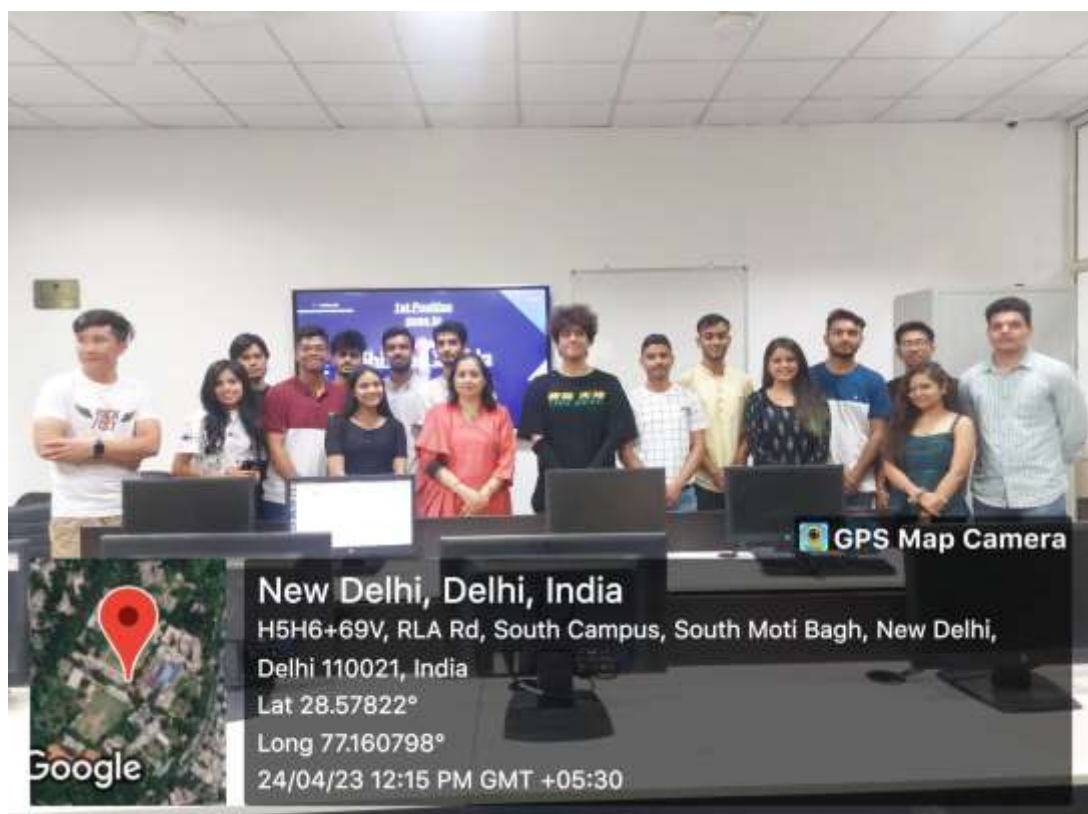 1st Position
goes to
GPS Map Camera
New Delhi, Delhi, India
H5H6+69V, RLA Rd, South Campus, South Moti Bagh, New Delhi,
Delhi 110021, India
Lat 28.57822°
Long 77.160798°
24/04/23 12:15 PM GMT +05:30
Google